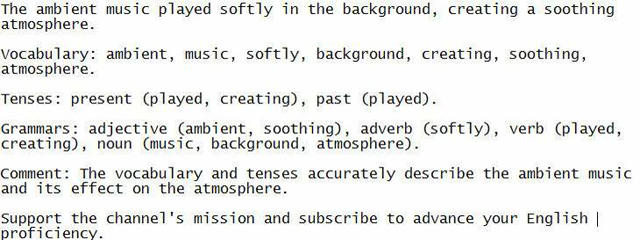 The ambient music played softly in the background, creating a soothing
atmosphere.
Vocabulary: ambient, music, softly, background, creating, soothing,
atmosphere.
Tenses: present (played, creating), past (played).
Grammars: adjective (ambient, soothing), adverb (softly), verb (played,
creating), noun (music, background, atmosphere).
Comment: The vocabulary and tenses accurately describe the ambient music
and its effect on the atmosphere.
Support the channel's mission and subscribe to advance your English
proficiency.